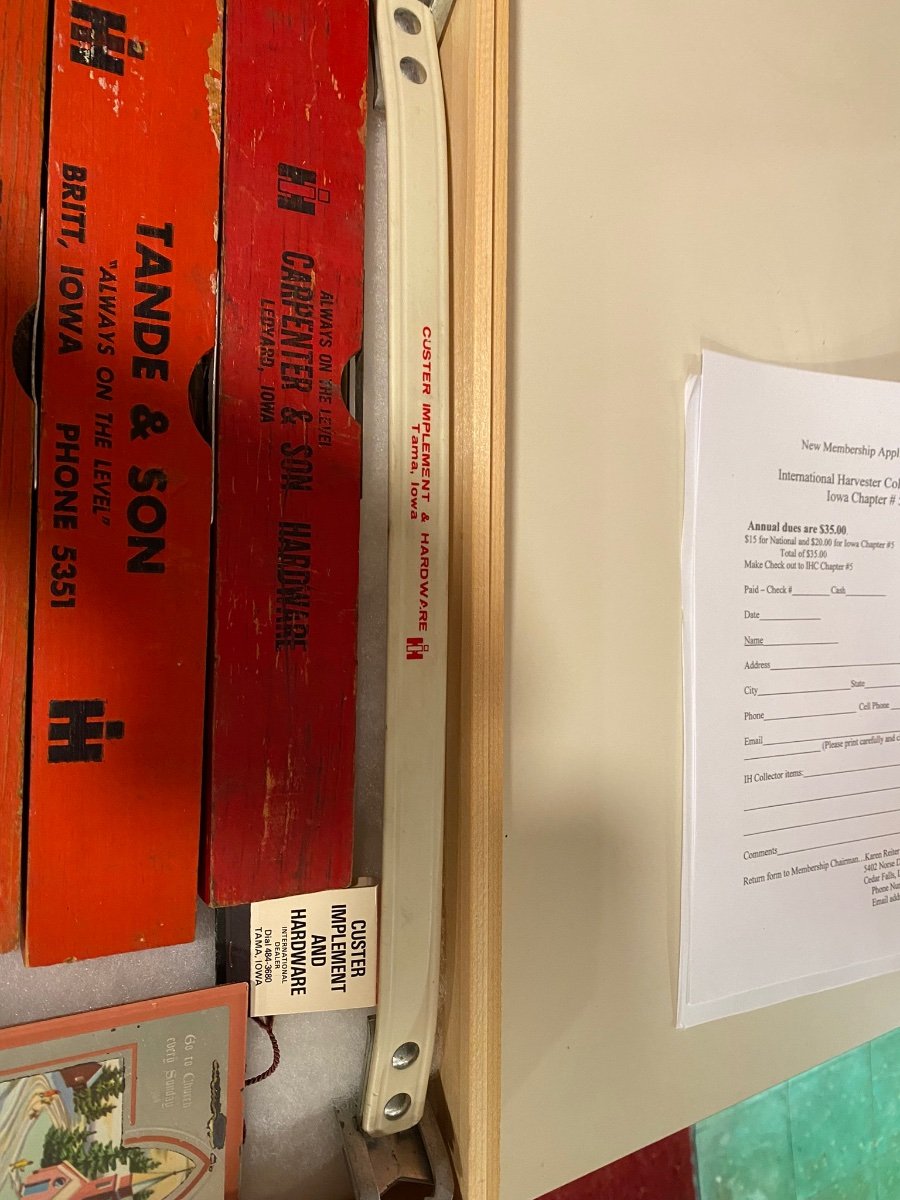 IH
TANDE & SON
"ALWAYS ON THE LEVEL"
BRITT, IOWA PHONE 5351
IH
IH
ALWAYS ON THE LEVEL
CARPENTER & SON HARDWARE
LEDYARD, IOWA
CUSTER IMPLEMENT & HARDWARE IH
Tama, Iowa
CUSTER
IMPLEMENT
AND
HARDWARE
INTERNATIONAL
DEALER
Dial 484-3680
TAMA, IOWA
Go to Church
every Sunday
New Membership Appl
International Harvester Col
Iowa Chapter #
Annual dues are $35.00
$15 for National and $20.00 for Iowa Chapter #5
Total of $35.00
Make Check out to IHC Chapter #5
Paid – Check # Cash
Date
Name
Address
City State
Phone Cell Phone
Email
(Please print carefully and c
IH Collector items:
Comments
Return form to Membership Chairman...Karen Reiter
5402 Norse D
Cedar Falls, I
Phone Nu
Email add